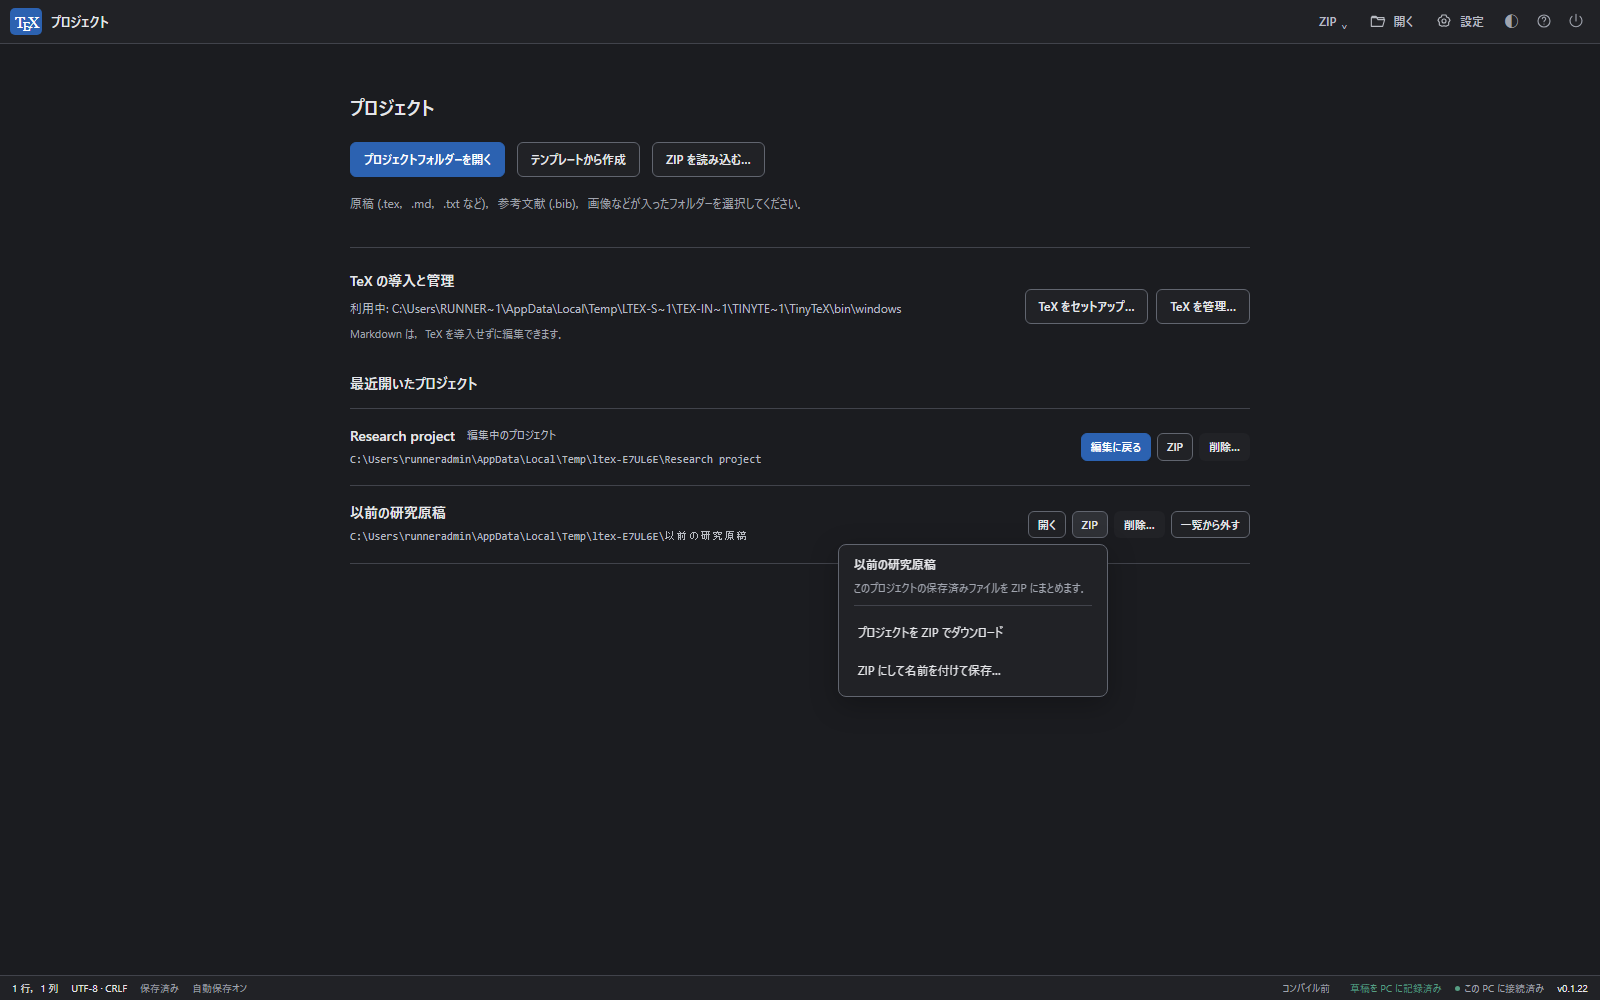 TEX プロジェクト
ZIP 開く 設定
プロジェクト
プロジェクトフォルダーを開く テンプレートから作成 ZIP を読み込む...
原稿 (.tex，.md，.txt など)，参考文献 (.bib)，画像などが入ったフォルダーを選択してください．
TeX の導入と管理
利用中: C:\Users\RUNNER~1\AppData\Local\Temp\LTEX-S~1\TEX-IN~1\TINYTE~1\TinyTeX\bin\windows
TeX をセットアップ... TeX を管理...
Markdown は，TeX を導入せずに編集できます．
最近開いたプロジェクト
Research project 編集中のプロジェクト
C:\Users\runneradmin\AppData\Local\Temp\ltex-E7UL6E\Research project
編集に戻る ZIP 削除...
以前の研究原稿
C:\Users\runneradmin\AppData\Local\Temp\ltex-E7UL6E\以前の研究原稿
開く ZIP 削除... 一覧から外す
以前の研究原稿
このプロジェクトの保存済みファイルを ZIP にまとめます．
プロジェクトを ZIP でダウンロード
ZIP にして名前を付けて保存...
1 行，1 列 UTF-8 · CRLF 保存済み 自動保存オン
コンパイル前 草稿を PC に記録済み この PC に接続済み v0.1.22